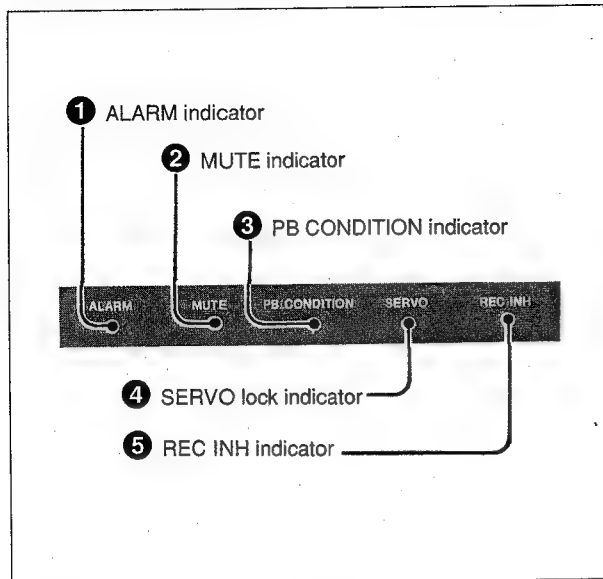 1 ALARM indicator
2 MUTE indicator
3 PB CONDITION indicator
ALARM MUTE PB CONDITION SERVO REC INH
4 SERVO lock indicator
5 REC INH indicator